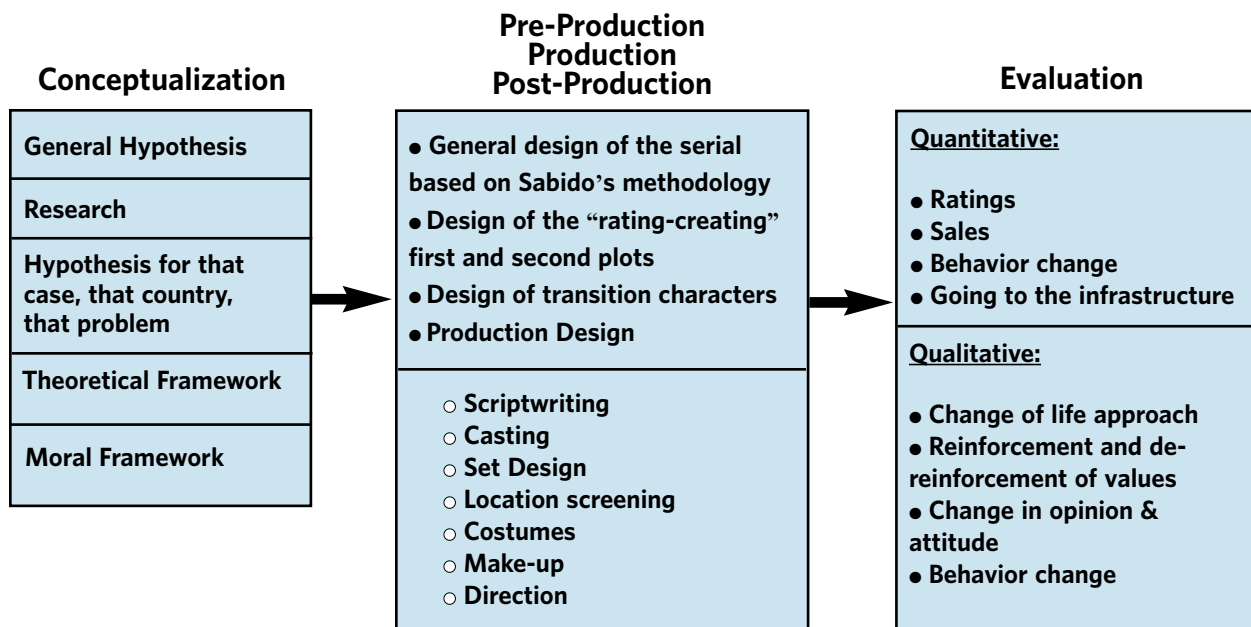 Conceptualization
General Hypothesis
Research
Hypothesis for that
case, that country,
that problem
Theoretical Framework
Moral Framework
Pre-Production
Production
Post-Production
● General design of the serial
based on Sabido’s methodology
● Design of the “rating-creating”
first and second plots
● Design of transition characters
● Production Design
○ Scriptwriting
○ Casting
○ Set Design
○ Location screening
○ Costumes
○ Make-up
○ Direction
Evaluation
Quantitative:
● Ratings
● Sales
● Behavior change
● Going to the infrastructure
Qualitative:
● Change of life approach
● Reinforcement and de-
reinforcement of values
● Change in opinion &
attitude
● Behavior change